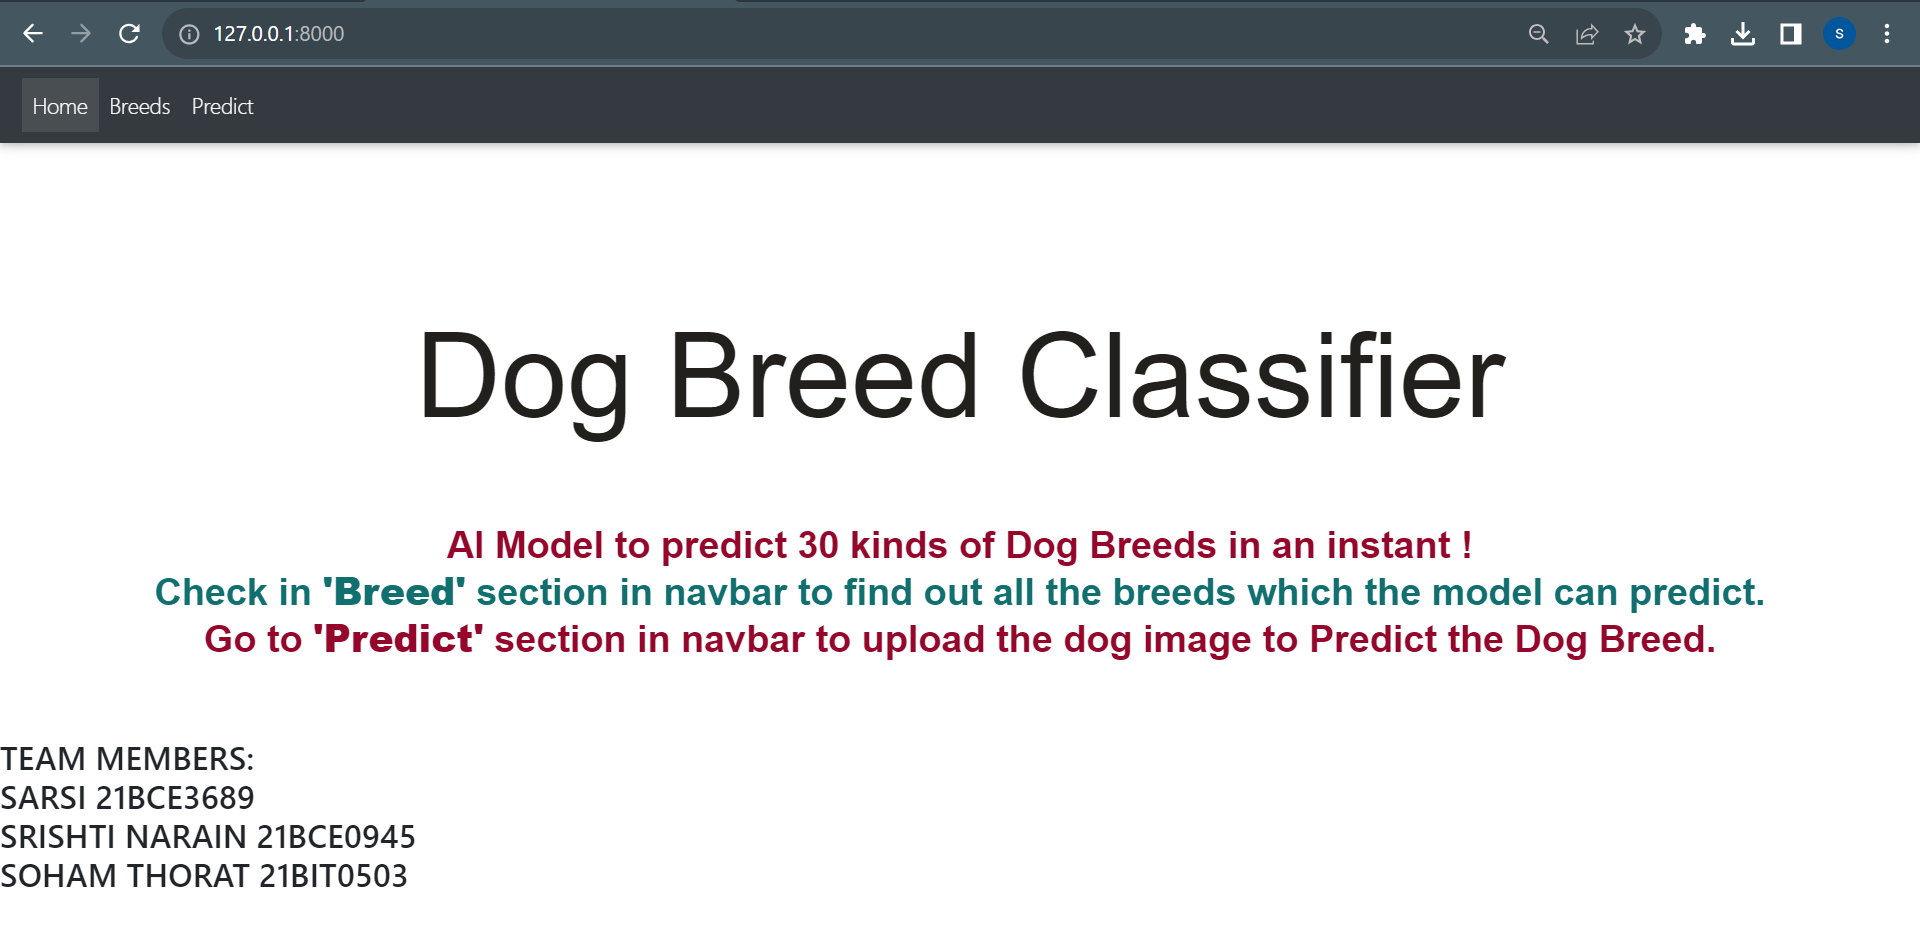 127.0.0.1:8000
S
Home Breeds Predict
Dog Breed Classifier
AI Model to predict 30 kinds of Dog Breeds in an instant !
Check in 'Breed' section in navbar to find out all the breeds which the model can predict.
Go to 'Predict' section in navbar to upload the dog image to Predict the Dog Breed.
TEAM MEMBERS:
SARSI 21BCE3689
SRISHTI NARAIN 21BCE0945
SOHAM THORAT 21BIT0503